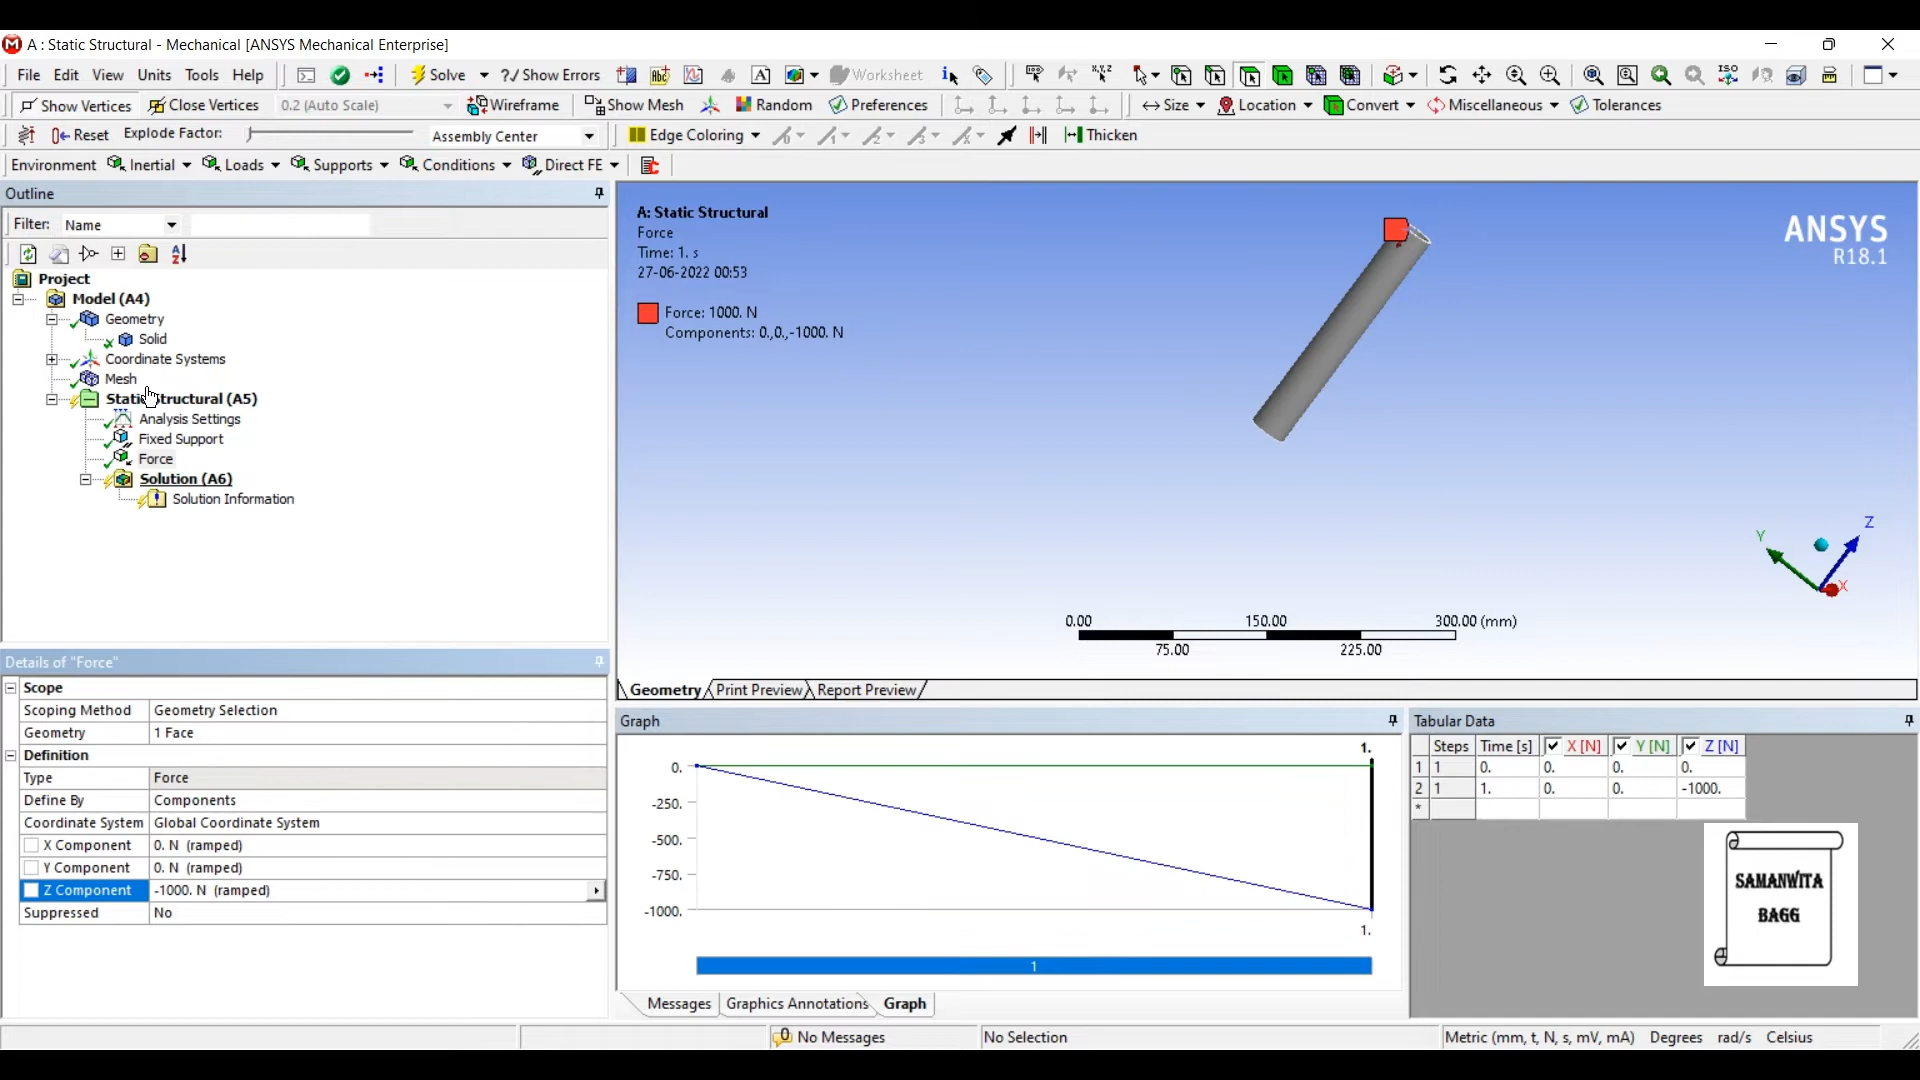 A : Static Structural - Mechanical [ANSYS Mechanical Enterprise]
File Edit View Units Tools Help Solve ?/ Show Errors Worksheet
Show Vertices Close Vertices 0.2 (Auto Scale) Wireframe Show Mesh Random Preferences Size Location Convert Miscellaneous Tolerances
Reset Explode Factor: Assembly Center Edge Coloring Thicken
Environment Inertial Loads Supports Conditions Direct FE
Outline
Filter: Name
Project
Model (A4)
Geometry
Solid
Coordinate Systems
Mesh
Static Structural (A5)
Analysis Settings
Fixed Support
Force
Solution (A6)
Solution Information
Details of "Force"
Scope
Scoping Method Geometry Selection
Geometry 1 Face
Definition
Type Force
Define By Components
Coordinate System Global Coordinate System
X Component 0. N (ramped)
Y Component 0. N (ramped)
Z Component -1000. N (ramped)
Suppressed No
A: Static Structural
Force
Time: 1. s
27-06-2022 00:53
Force: 1000. N
Components: 0.,0.,-1000. N
ANSYS
R18.1
Z
Y
X
0.00 150.00 300.00 (mm)
75.00 225.00
Geometry Print Preview Report Preview
Graph
1.
0.
-250.
-500.
-750.
-1000.
1.
1
Messages Graphics Annotations Graph
Tabular Data
Steps Time [s] X [N] Y [N] Z [N]
1 1 0. 0. 0. 0.
2 1 1. 0. 0. -1000.
*
SAMANWITA
BAGG
No Messages No Selection Metric (mm, t, N, s, mV, mA) Degrees rad/s Celsius